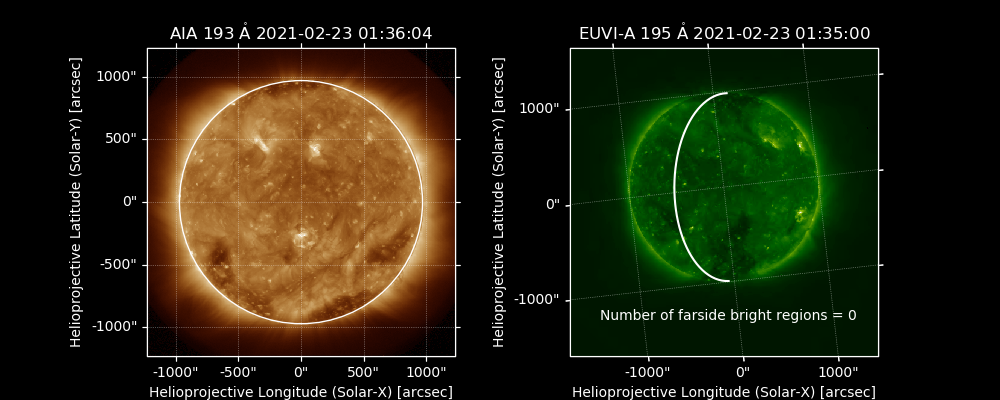 AIA 193 Å 2021-02-23 01:36:04
Helioprojective Latitude (Solar-Y) [arcsec]
1000"
500"
0"
-500"
-1000"
-1000" -500" 0" 500" 1000"
Helioprojective Longitude (Solar-X) [arcsec]
EUVI-A 195 Å 2021-02-23 01:35:00
Helioprojective Latitude (Solar-Y) [arcsec]
1000"
0"
-1000"
Number of farside bright regions = 0
-1000" 0" 1000"
Helioprojective Longitude (Solar-X) [arcsec]